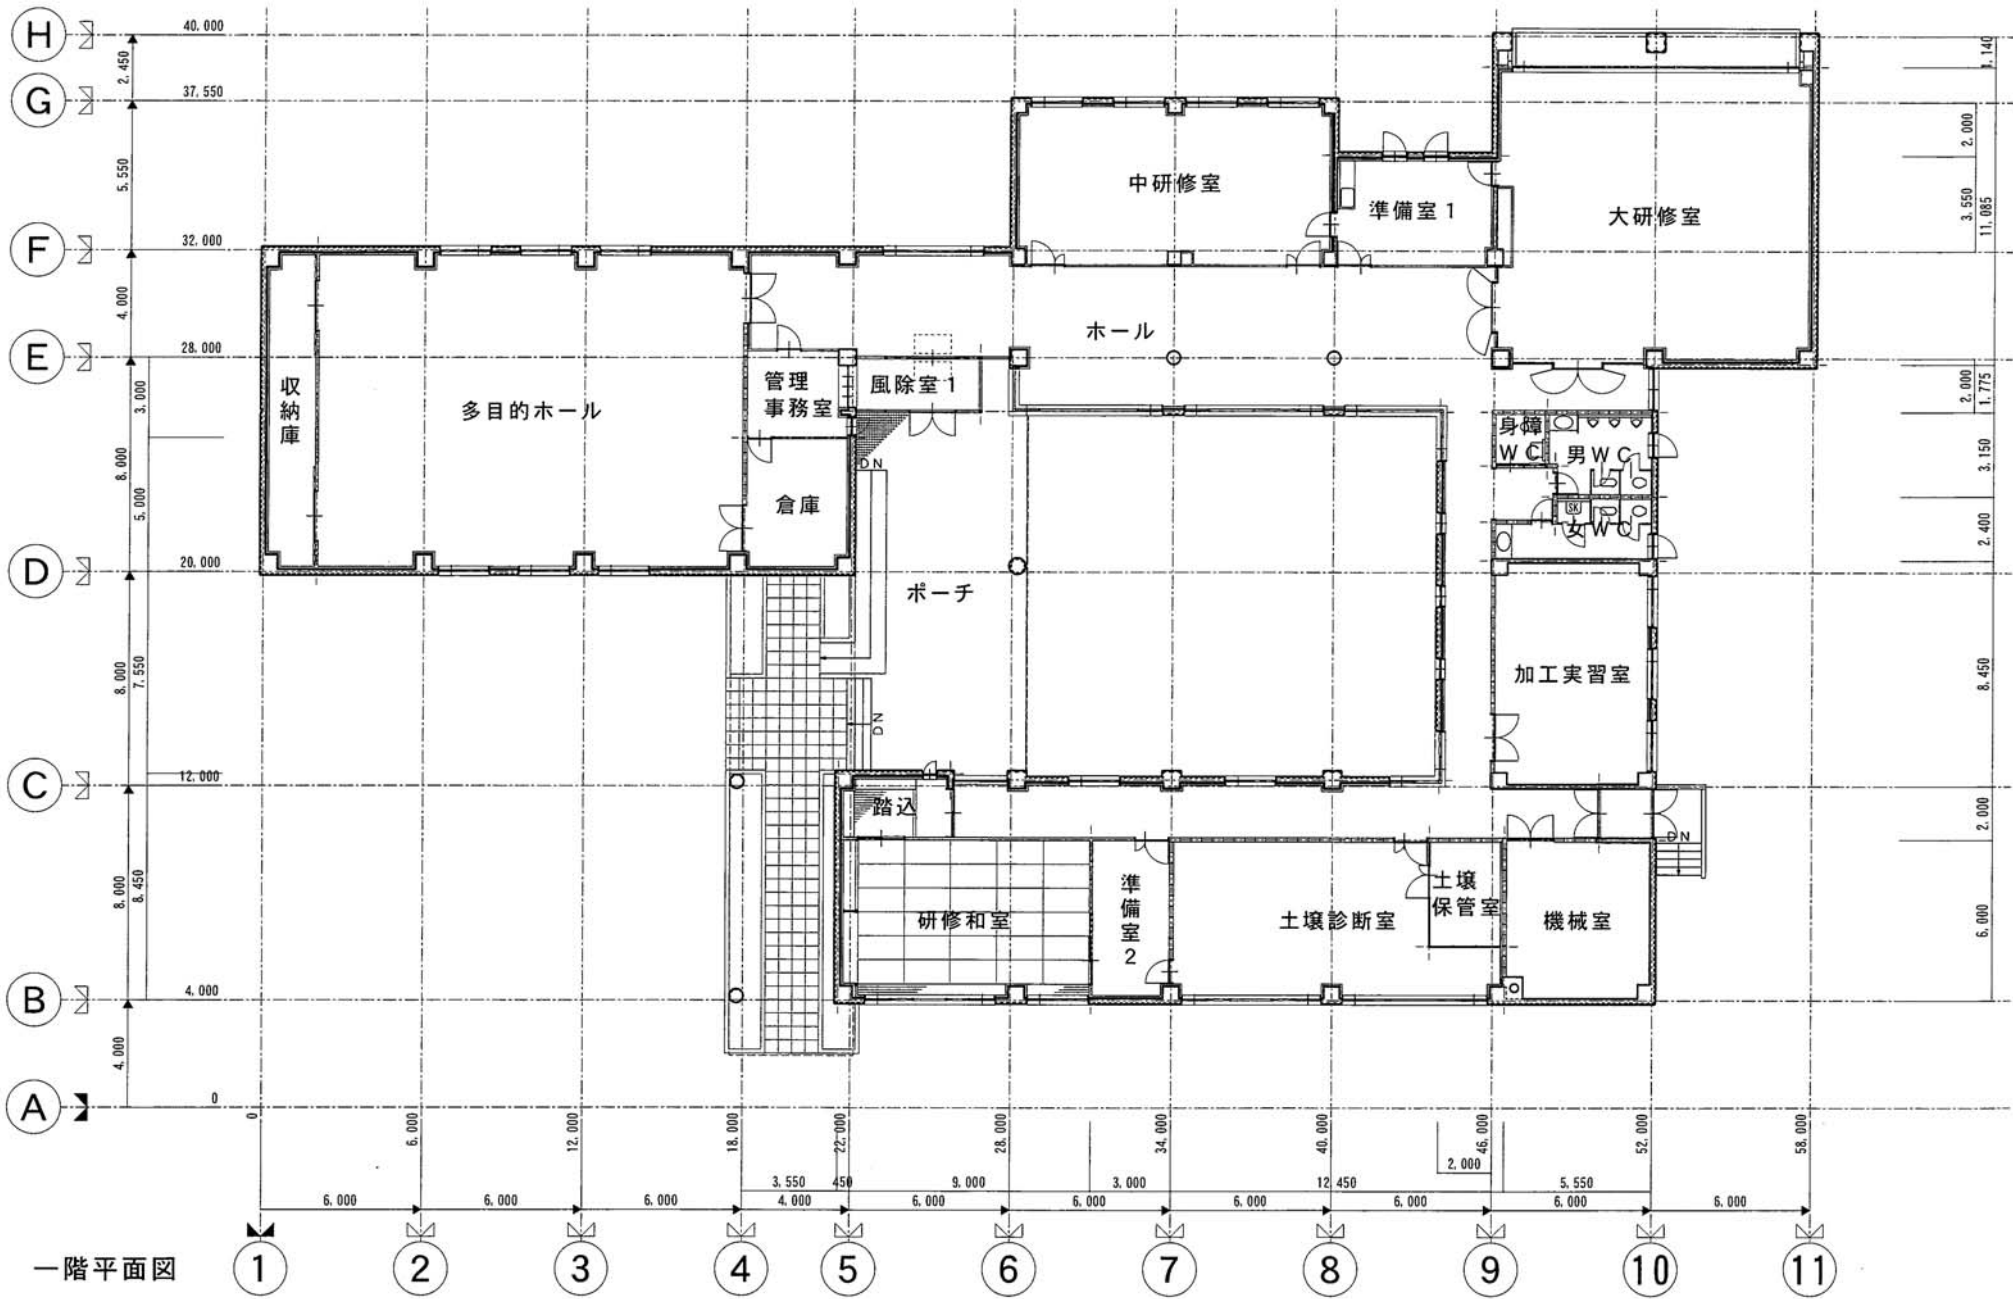 H
40,000
1,140
2,450
G
37,550
2,000
5,550
中研修室
準備室1
大研修室
3,550
11,085
F
32,000
4,000
ホール
E
28,000
収納庫
多目的ホール
管理
事務室
風除室1
3,000
2,000
1,775
身障
WC
男WC
3,150
8,000
5,000
DN
倉庫
SK
女WC
2,400
D
20,000
ポーチ
加工実習室
8,000
7,550
8,450
DN
C
12,000
踏込
2,000
DN
8,000
8,450
研修和室
準備室2
土壌診断室
土壌
保管室
機械室
6,000
B
4,000
4,000
A
0
0
6,000
12,000
18,000
22,000
28,000
34,000
40,000
46,000
52,000
58,000
2,000
3,550
450
9,000
3,000
12,450
5,550
6,000
6,000
6,000
4,000
6,000
6,000
6,000
6,000
6,000
6,000
一階平面図
1
2
3
4
5
6
7
8
9
10
11